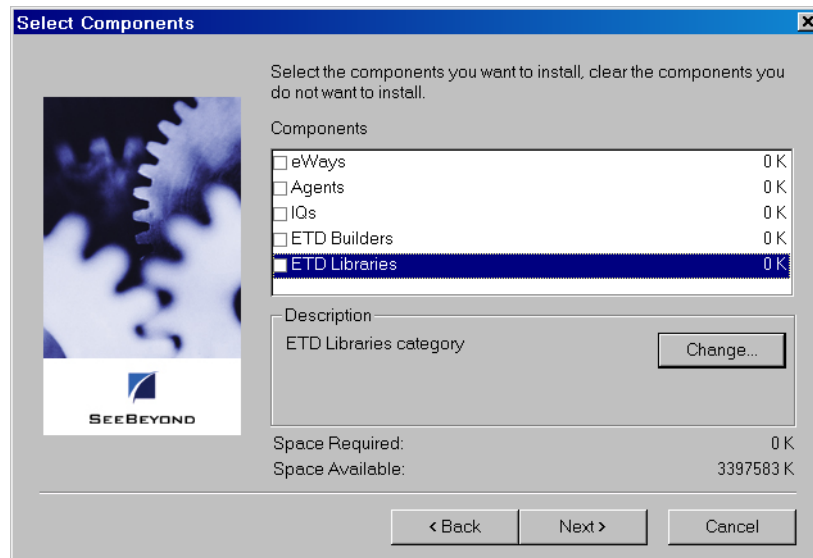 Select Components
Select the components you want to install, clear the components you
do not want to install.
Components
eWays 0 K
Agents 0 K
IQs 0 K
ETD Builders 0 K
ETD Libraries 0 K
Description
ETD Libraries category
Change...
SEEBEYOND
Space Required: 0 K
Space Available: 3397583 K
< Back Next > Cancel